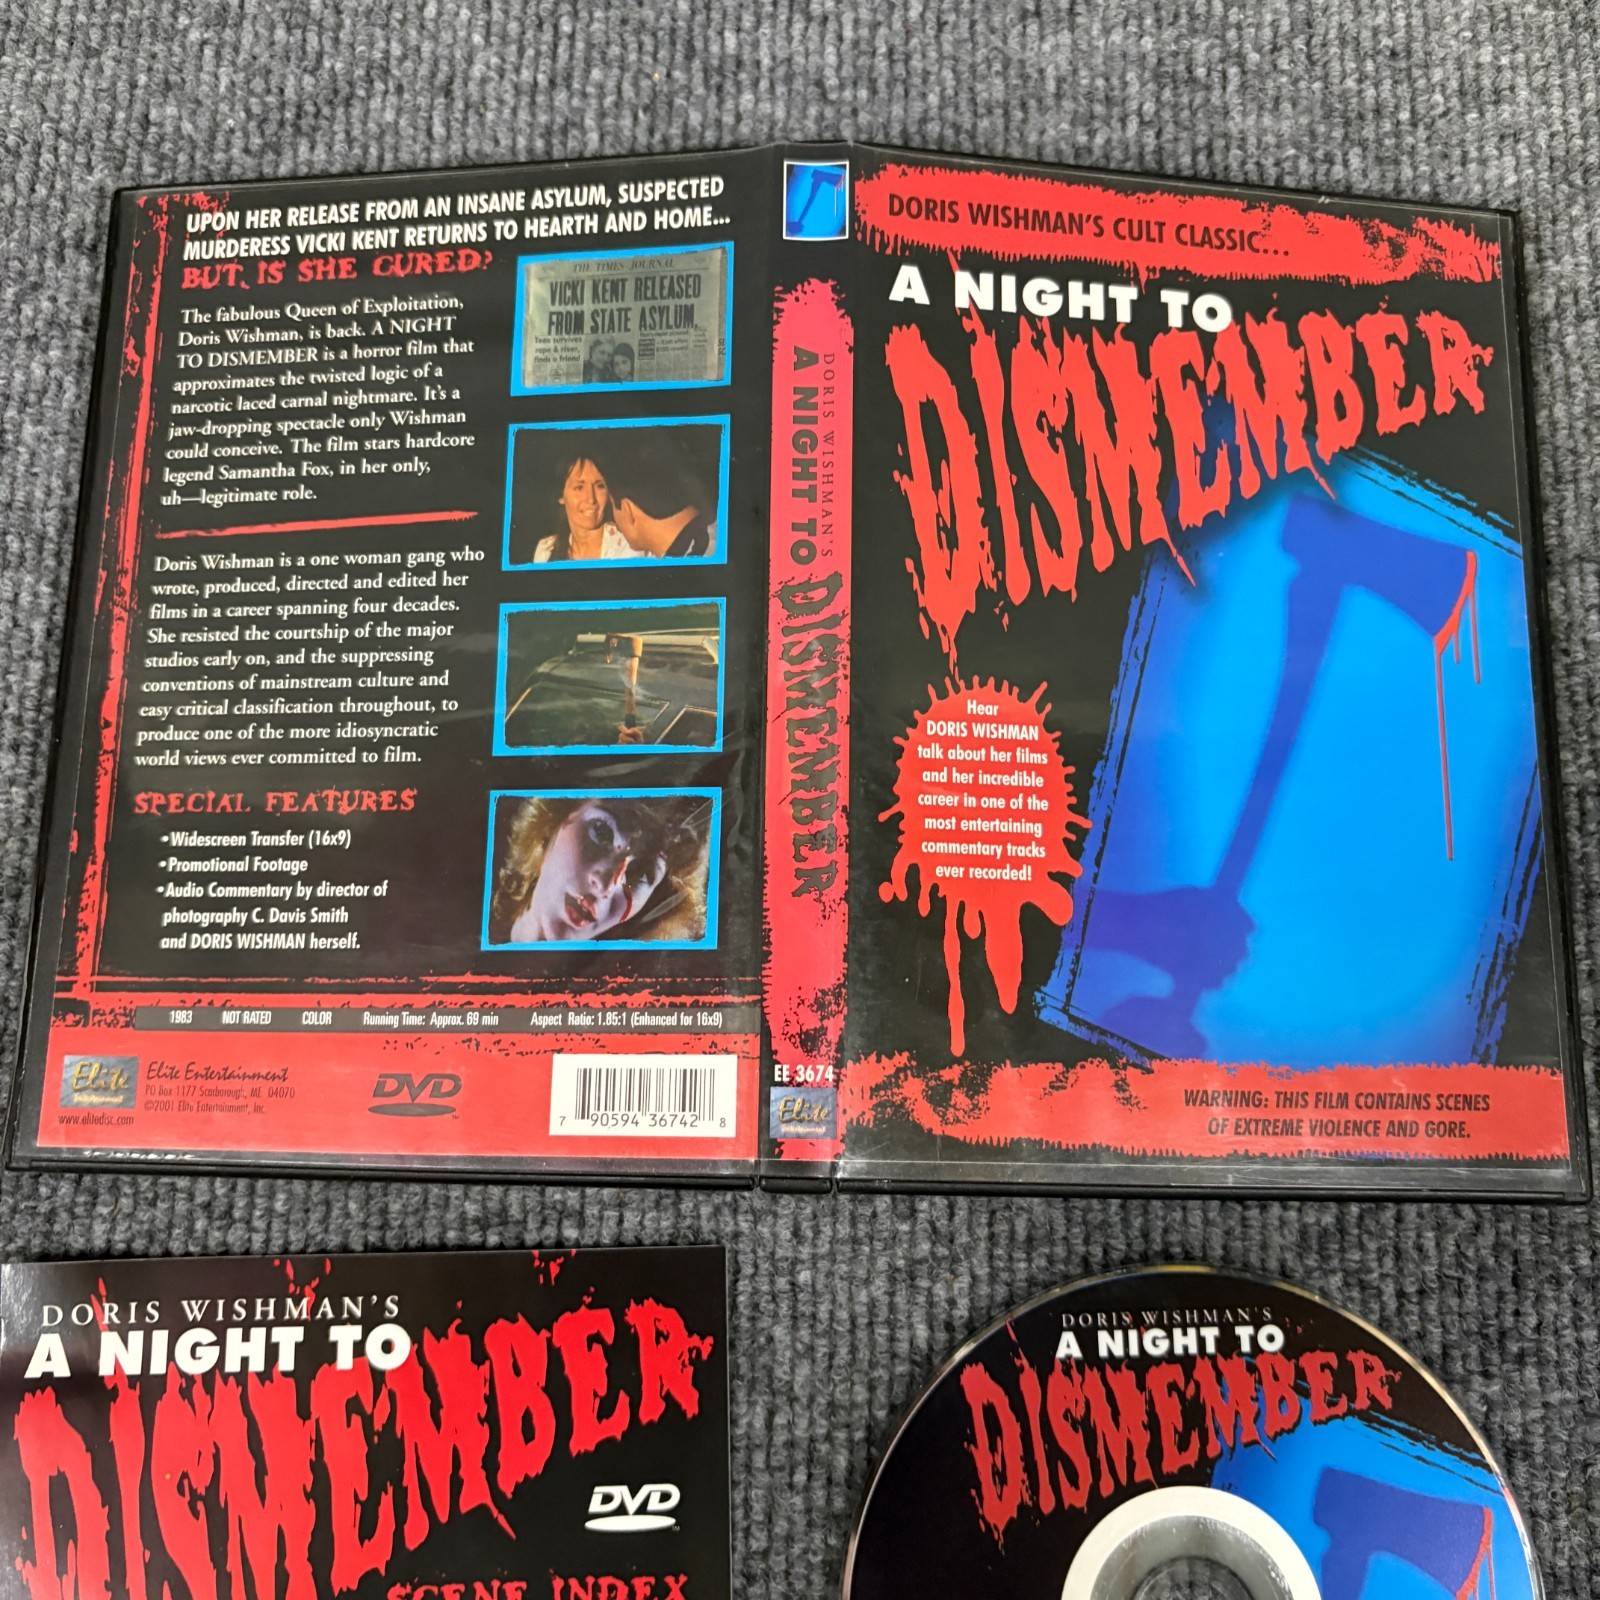 UPON HER RELEASE FROM AN INSANE ASYLUM, SUSPECTED
MURDERESS VICKI KENT RETURNS TO HEARTH AND HOME...
BUT, IS SHE CURED?
The fabulous Queen of Exploitation,
Doris Wishman, is back. A NIGHT
TO DISMEMBER is a horror film that
approximates the twisted logic of a
narcotic laced carnal nightmare. It's a
jaw-dropping spectacle only Wishman
could conceive. The film stars hardcore
legend Samantha Fox, in her only,
uh—legitimate role.
Doris Wishman is a one woman gang who
wrote, produced, directed and edited her
films in a career spanning four decades.
She resisted the courtship of the major
studios early on, and the suppressing
conventions of mainstream culture and
easy critical classification throughout, to
produce one of the more idiosyncratic
world views ever committed to film.
SPECIAL FEATURES
•Widescreen Transfer (16x9)
•Promotional Footage
•Audio Commentary by director of
photography C. Davis Smith
and DORIS WISHMAN herself.
THE TIMES-JOURNAL
VICKI KENT RELEASED
FROM STATE ASYLUM
Teen survives
rape & river,
finds a friend
1983 NOT RATED COLOR Running Time: Approx. 69 min Aspect Ratio: 1.85:1 (Enhanced for 16x9)
Elite
Entertainment
Elite Entertainment
PO Box 1177 Scarborough, ME 04070
©2001 Elite Entertainment, Inc.
www.elitedisc.com
DVD
7 90594 36742 8
DORIS WISHMAN'S
A NIGHT TO DISMEMBER
EE 3674
Elite
Entertainment
DORIS WISHMAN'S CULT CLASSIC...
A NIGHT TO
DISMEMBER
Hear
DORIS WISHMAN
talk about her films
and her incredible
career in one of the
most entertaining
commentary tracks
ever recorded!
WARNING: THIS FILM CONTAINS SCENES
OF EXTREME VIOLENCE AND GORE.
DORIS WISHMAN'S
A NIGHT TO
DISMEMBER
DVD
SCENE INDEX
DORIS WISHMAN'S
A NIGHT TO
DISMEMBER